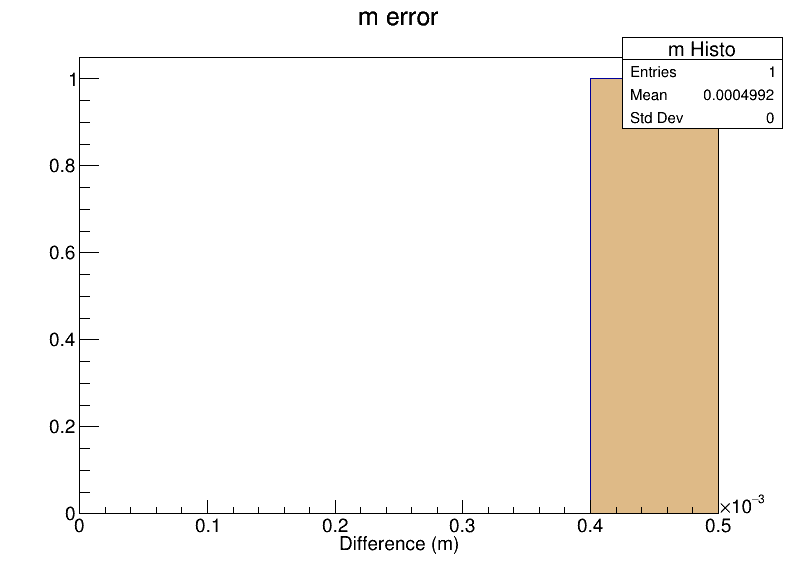 m error
m Histo
Entries 1
Mean 0.0004992
Std Dev 0
1
0.8
0.6
0.4
0.2
0
0 0.1 0.2 0.3 0.4 0.5
×10⁻³
Difference (m)